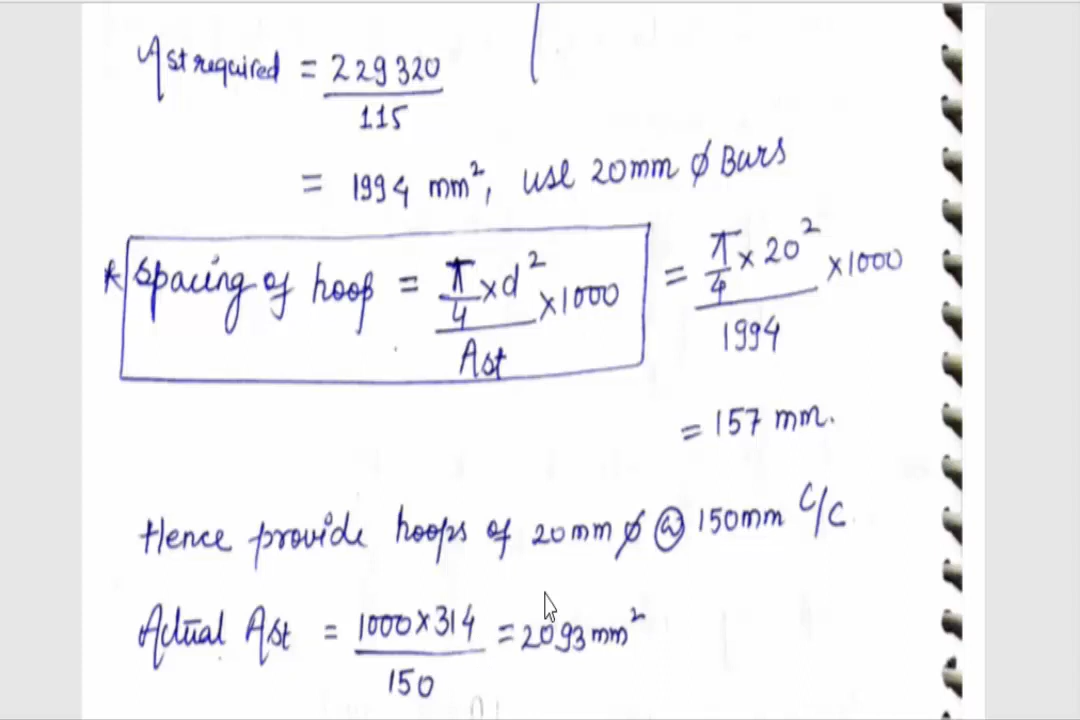 Ast required = 229320 / 115
= 1994 mm², use 20mm ϕ Bars
* Spacing of hoop = π/4 × d² × 1000 / Ast = π/4 × 20² × 1000 / 1994
= 157 mm.
Hence provide hoops of 20mm ϕ @ 150mm C/C
Actual Ast = 1000×314 / 150 = 2093 mm²